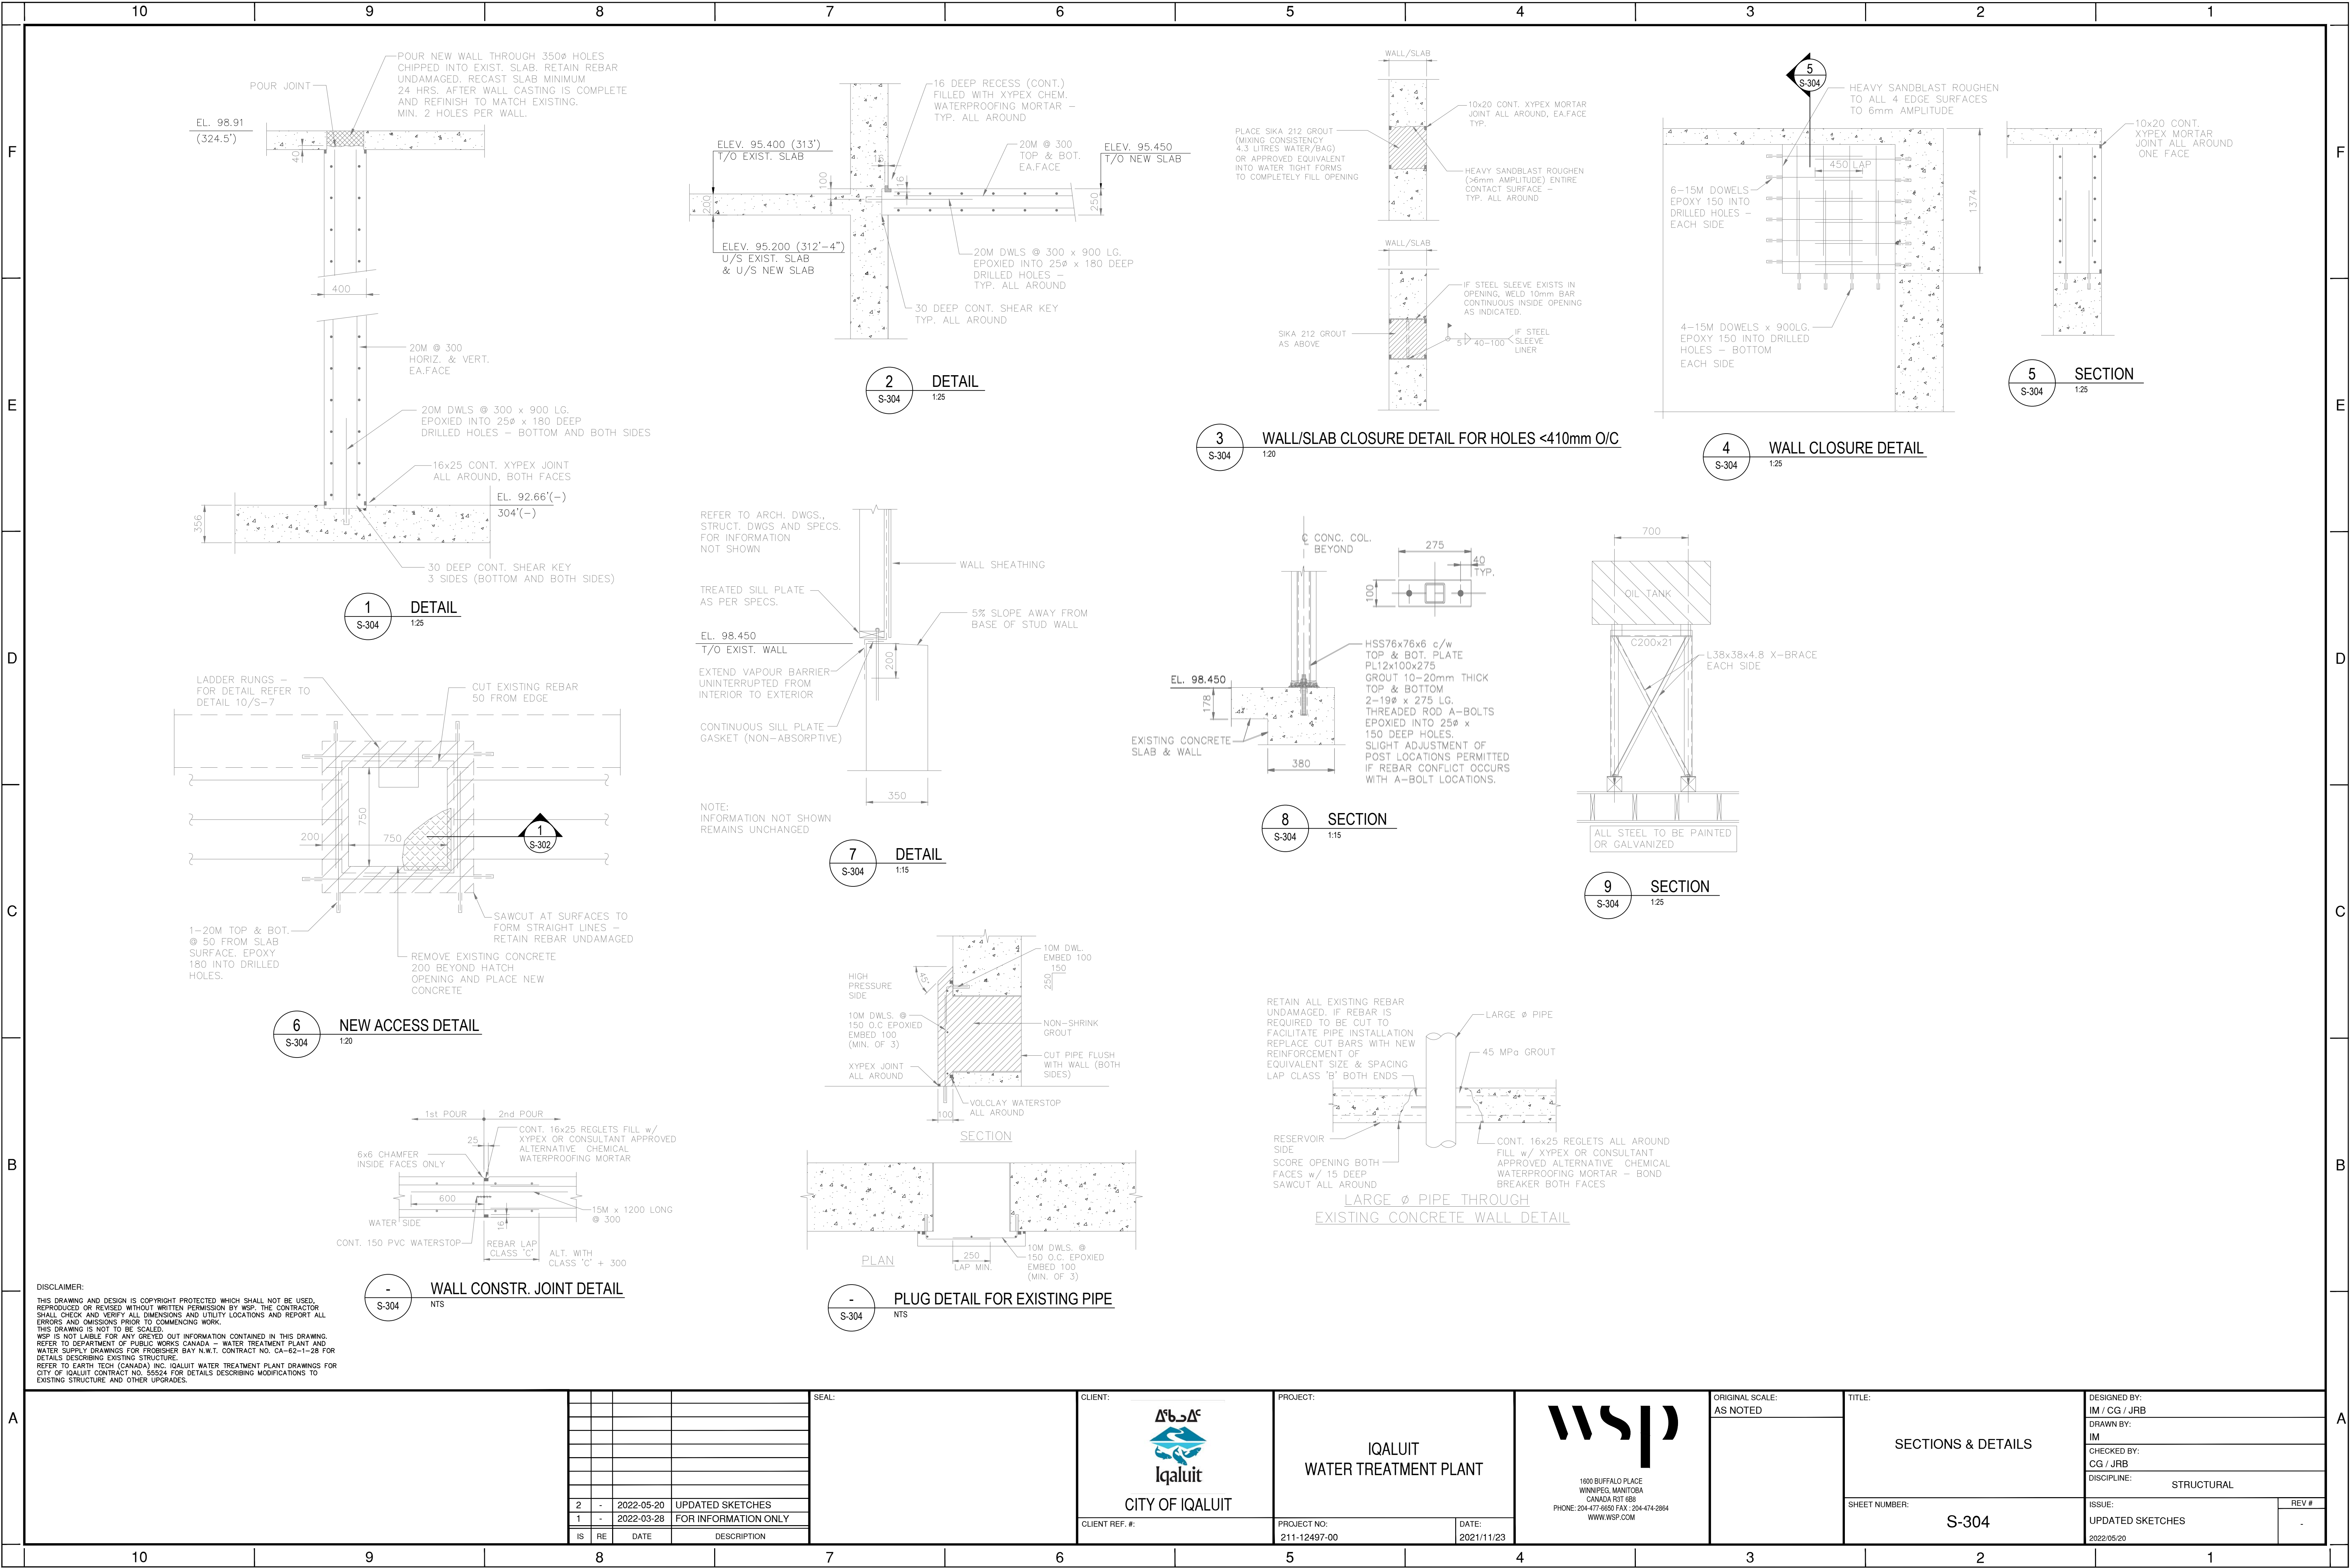 10 9 8 7 6 5 4 3 2 1
F
E
D
C
B
A
POUR JOINT
POUR NEW WALL THROUGH 350ø HOLES
CHIPPED INTO EXIST. SLAB. RETAIN REBAR
UNDAMAGED. RECAST SLAB MINIMUM
24 HRS. AFTER WALL CASTING IS COMPLETE
AND REFINISH TO MATCH EXISTING.
MIN. 2 HOLES PER WALL.
EL. 98.91
(324.5')
40
400
20M @ 300
HORIZ. & VERT.
EA.FACE
20M DWLS @ 300 x 900 LG.
EPOXIED INTO 25ø x 180 DEEP
DRILLED HOLES – BOTTOM AND BOTH SIDES
16x25 CONT. XYPEX JOINT
ALL AROUND, BOTH FACES
EL. 92.66'(–)
304'(–)
356
30 DEEP CONT. SHEAR KEY
3 SIDES (BOTTOM AND BOTH SIDES)
1
S-304
DETAIL
1:25
16 DEEP RECESS (CONT.)
FILLED WITH XYPEX CHEM.
WATERPROOFING MORTAR –
TYP. ALL AROUND
ELEV. 95.400 (313')
T/O EXIST. SLAB
20M @ 300
TOP & BOT.
EA.FACE
ELEV. 95.450
T/O NEW SLAB
100
16
200
250
ELEV. 95.200 (312'–4")
U/S EXIST. SLAB
& U/S NEW SLAB
20M DWLS @ 300 x 900 LG.
EPOXIED INTO 25ø x 180 DEEP
DRILLED HOLES –
TYP. ALL AROUND
30 DEEP CONT. SHEAR KEY
TYP. ALL AROUND
2
S-304
DETAIL
1:25
WALL/SLAB
10x20 CONT. XYPEX MORTAR
JOINT ALL AROUND, EA.FACE
TYP.
PLACE SIKA 212 GROUT
(MIXING CONSISTENCY
4.3 LITRES WATER/BAG)
OR APPROVED EQUIVALENT
INTO WATER TIGHT FORMS
TO COMPLETELY FILL OPENING
HEAVY SANDBLAST ROUGHEN
(>6mm AMPLITUDE) ENTIRE
CONTACT SURFACE –
TYP. ALL AROUND
WALL/SLAB
IF STEEL SLEEVE EXISTS IN
OPENING, WELD 10mm BAR
CONTINUOUS INSIDE OPENING
AS INDICATED.
SIKA 212 GROUT
AS ABOVE
5 40–100
IF STEEL
SLEEVE
LINER
3
S-304
WALL/SLAB CLOSURE DETAIL FOR HOLES <410mm O/C
1:20
5
S-304
HEAVY SANDBLAST ROUGHEN
TO ALL 4 EDGE SURFACES
TO 6mm AMPLITUDE
450 LAP
6–15M DOWELS
EPOXY 150 INTO
DRILLED HOLES –
EACH SIDE
1374
4–15M DOWELS x 900LG.
EPOXY 150 INTO DRILLED
HOLES – BOTTOM
EACH SIDE
4
S-304
WALL CLOSURE DETAIL
1:25
10x20 CONT.
XYPEX MORTAR
JOINT ALL AROUND
ONE FACE
5
S-304
SECTION
1:25
LADDER RUNGS –
FOR DETAIL REFER TO
DETAIL 10/S–7
CUT EXISTING REBAR
50 FROM EDGE
750
200
750
1
S-302
1–20M TOP & BOT.
@ 50 FROM SLAB
SURFACE. EPOXY
180 INTO DRILLED
HOLES.
SAWCUT AT SURFACES TO
FORM STRAIGHT LINES –
RETAIN REBAR UNDAMAGED
REMOVE EXISTING CONCRETE
200 BEYOND HATCH
OPENING AND PLACE NEW
CONCRETE
6
S-304
NEW ACCESS DETAIL
1:20
REFER TO ARCH. DWGS.,
STRUCT. DWGS AND SPECS.
FOR INFORMATION
NOT SHOWN
WALL SHEATHING
TREATED SILL PLATE
AS PER SPECS.
5% SLOPE AWAY FROM
BASE OF STUD WALL
EL. 98.450
T/O EXIST. WALL
200
EXTEND VAPOUR BARRIER
UNINTERRUPTED FROM
INTERIOR TO EXTERIOR
CONTINUOUS SILL PLATE
GASKET (NON–ABSORPTIVE)
350
NOTE:
INFORMATION NOT SHOWN
REMAINS UNCHANGED
7
S-304
DETAIL
1:15
℄ CONC. COL.
BEYOND
275
40
TYP.
100
HSS76x76x6 c/w
TOP & BOT. PLATE
PL12x100x275
GROUT 10–20mm THICK
TOP & BOTTOM
2–19ø x 275 LG.
THREADED ROD A–BOLTS
EPOXIED INTO 25ø x
150 DEEP HOLES.
SLIGHT ADJUSTMENT OF
POST LOCATIONS PERMITTED
IF REBAR CONFLICT OCCURS
WITH A–BOLT LOCATIONS.
EL. 98.450
178
EXISTING CONCRETE
SLAB & WALL
380
8
S-304
SECTION
1:15
700
OIL TANK
C200x21
L38x38x4.8 X–BRACE
EACH SIDE
ALL STEEL TO BE PAINTED
OR GALVANIZED
9
S-304
SECTION
1:25
1st POUR
2nd POUR
25
CONT. 16x25 REGLETS FILL w/
XYPEX OR CONSULTANT APPROVED
ALTERNATIVE CHEMICAL
WATERPROOFING MORTAR
6x6 CHAMFER
INSIDE FACES ONLY
600
15M x 1200 LONG
@ 300
WATER SIDE
16
CONT. 150 PVC WATERSTOP
REBAR LAP
CLASS 'C'
ALT. WITH
CLASS 'C' + 300
-
S-304
WALL CONSTR. JOINT DETAIL
NTS
10M DWL.
EMBED 100
150
250
45°
HIGH
PRESSURE
SIDE
10M DWLS. @
150 O.C EPOXIED
EMBED 100
(MIN. OF 3)
NON–SHRINK
GROUT
CUT PIPE FLUSH
WITH WALL (BOTH
SIDES)
XYPEX JOINT
ALL AROUND
VOLCLAY WATERSTOP
ALL AROUND
100
SECTION
PLAN
250
LAP MIN.
10M DWLS. @
150 O.C. EPOXIED
EMBED 100
(MIN. OF 3)
-
S-304
PLUG DETAIL FOR EXISTING PIPE
NTS
RETAIN ALL EXISTING REBAR
UNDAMAGED. IF REBAR IS
REQUIRED TO BE CUT TO
FACILITATE PIPE INSTALLATION
REPLACE CUT BARS WITH NEW
REINFORCEMENT OF
EQUIVALENT SIZE & SPACING
LAP CLASS 'B' BOTH ENDS
LARGE ø PIPE
45 MPa GROUT
RESERVOIR
SIDE
SCORE OPENING BOTH
FACES w/ 15 DEEP
SAWCUT ALL AROUND
CONT. 16x25 REGLETS ALL AROUND
FILL w/ XYPEX OR CONSULTANT
APPROVED ALTERNATIVE CHEMICAL
WATERPROOFING MORTAR – BOND
BREAKER BOTH FACES
LARGE ø PIPE THROUGH
EXISTING CONCRETE WALL DETAIL
DISCLAIMER:
THIS DRAWING AND DESIGN IS COPYRIGHT PROTECTED WHICH SHALL NOT BE USED,
REPRODUCED OR REVISED WITHOUT WRITTEN PERMISSION BY WSP. THE CONTRACTOR
SHALL CHECK AND VERIFY ALL DIMENSIONS AND UTILITY LOCATIONS AND REPORT ALL
ERRORS AND OMISSIONS PRIOR TO COMMENCING WORK.
THIS DRAWING IS NOT TO BE SCALED.
WSP IS NOT LAIBLE FOR ANY GREYED OUT INFORMATION CONTAINED IN THIS DRAWING.
REFER TO DEPARTMENT OF PUBLIC WORKS CANADA – WATER TREATMENT PLANT AND
WATER SUPPLY DRAWINGS FOR FROBISHER BAY N.W.T. CONTRACT NO. CA–62–1–28 FOR
DETAILS DESCRIBING EXISTING STRUCTURE.
REFER TO EARTH TECH (CANADA) INC. IQALUIT WATER TREATMENT PLANT DRAWINGS FOR
CITY OF IQALUIT CONTRACT NO. 55524 FOR DETAILS DESCRIBING MODIFICATIONS TO
EXISTING STRUCTURE AND OTHER UPGRADES.
2 - 2022-05-20 UPDATED SKETCHES
1 - 2022-03-28 FOR INFORMATION ONLY
IS RE DATE DESCRIPTION
SEAL:
CLIENT:
ᐃᖃᓗᐃᑦ
Iqaluit
CITY OF IQALUIT
CLIENT REF. #:
PROJECT:
IQALUIT
WATER TREATMENT PLANT
PROJECT NO:
211-12497-00
DATE:
2021/11/23
wsp
1600 BUFFALO PLACE
WINNIPEG, MANITOBA
CANADA R3T 6B8
PHONE: 204-477-6650 FAX : 204-474-2864
WWW.WSP.COM
ORIGINAL SCALE:
AS NOTED
TITLE:
SECTIONS & DETAILS
SHEET NUMBER:
S-304
DESIGNED BY:
IM / CG / JRB
DRAWN BY:
IM
CHECKED BY:
CG / JRB
DISCIPLINE:
STRUCTURAL
ISSUE:
UPDATED SKETCHES
2022/05/20
REV #
-
10 9 8 7 6 5 4 3 2 1